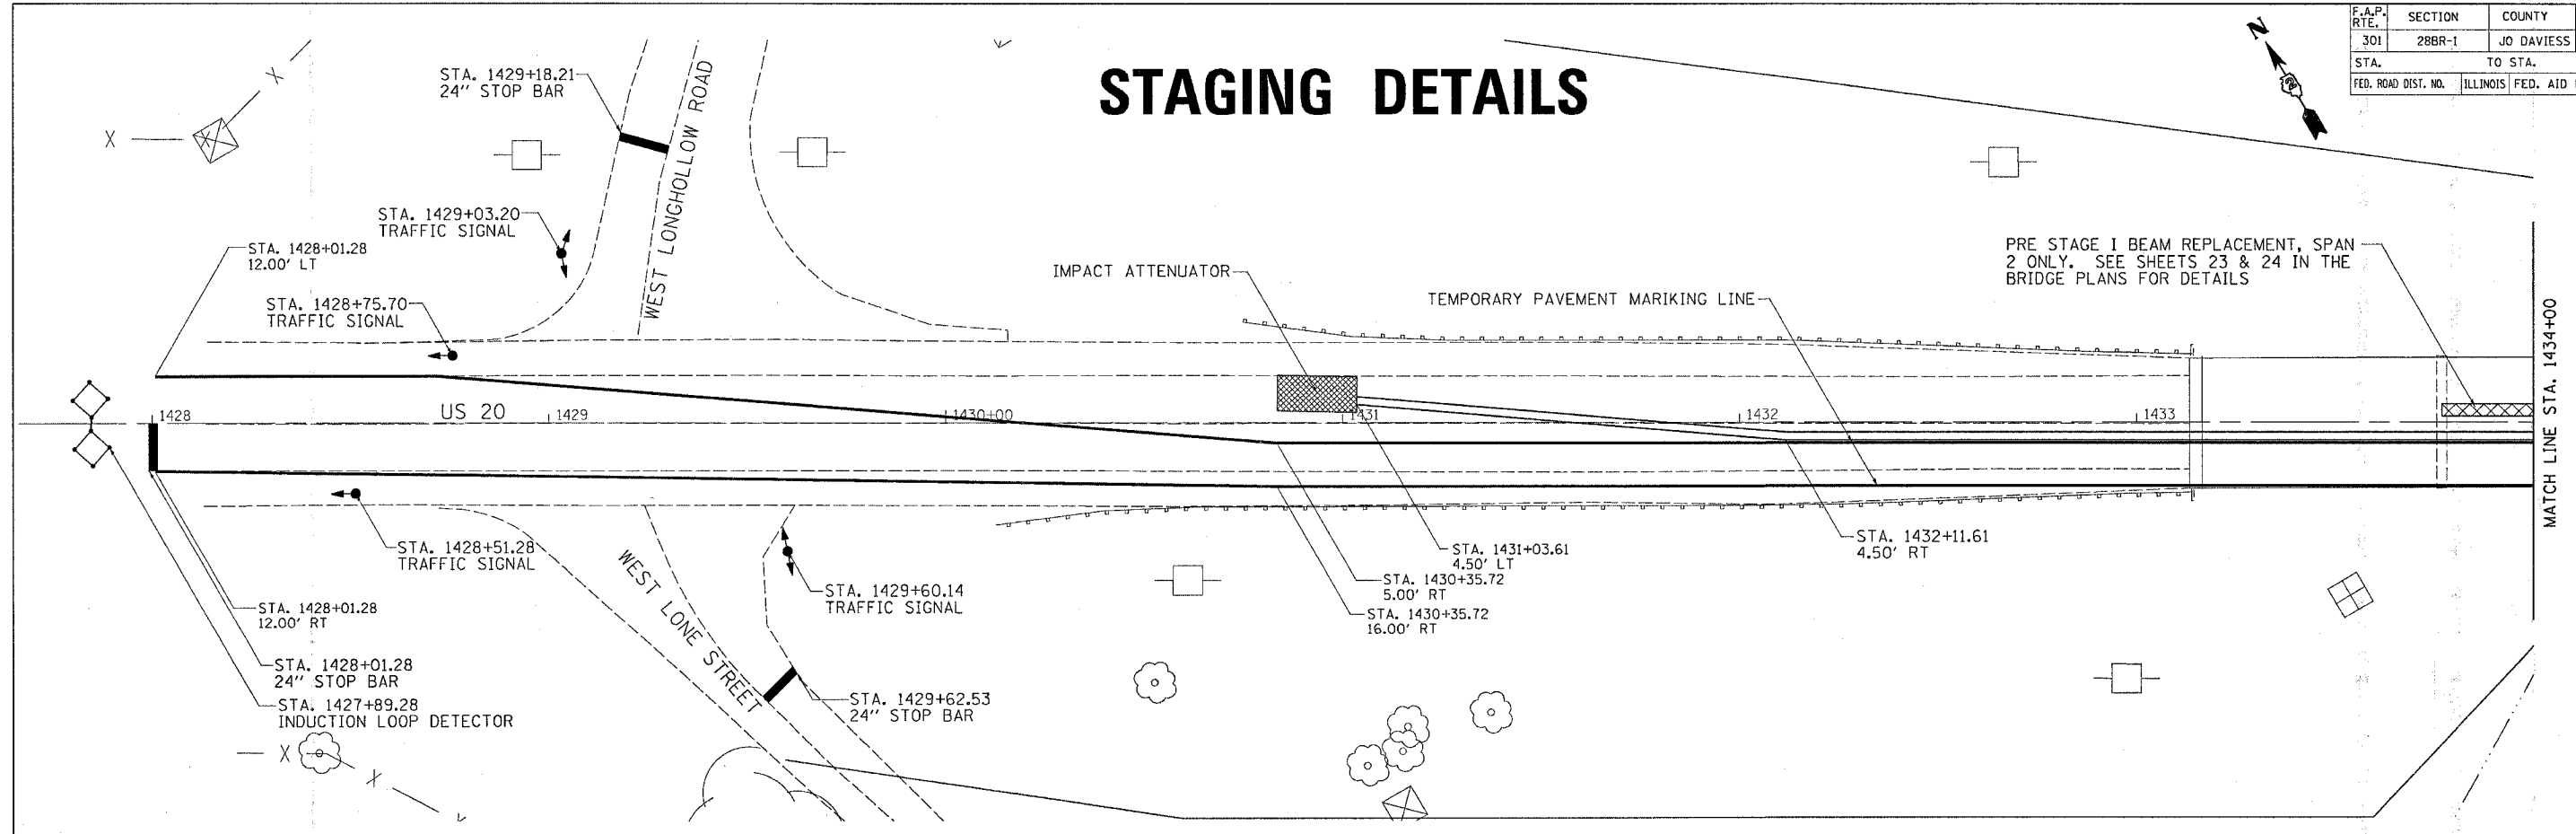 STAGING DETAILS
F.A.P. RTE. SECTION COUNTY
301 28BR-1 JO DAVIESS
STA. TO STA.
FED. ROAD DIST. NO. ILLINOIS FED. AID
N
STA. 1429+18.21
24" STOP BAR
WEST LONGHOLLOW ROAD
STA. 1429+03.20
TRAFFIC SIGNAL
STA. 1428+01.28
12.00' LT
STA. 1428+75.70
TRAFFIC SIGNAL
IMPACT ATTENUATOR
TEMPORARY PAVEMENT MARIKING LINE
PRE STAGE I BEAM REPLACEMENT, SPAN
2 ONLY. SEE SHEETS 23 & 24 IN THE
BRIDGE PLANS FOR DETAILS
MATCH LINE STA. 1434+00
1428
US 20
1429
1430+00
1431
1432
1433
STA. 1428+51.28
TRAFFIC SIGNAL
WEST LONE STREET
STA. 1429+60.14
TRAFFIC SIGNAL
STA. 1431+03.61
4.50' LT
STA. 1430+35.72
5.00' RT
STA. 1430+35.72
16.00' RT
STA. 1432+11.61
4.50' RT
STA. 1428+01.28
12.00' RT
STA. 1428+01.28
24" STOP BAR
STA. 1427+89.28
INDUCTION LOOP DETECTOR
STA. 1429+62.53
24" STOP BAR